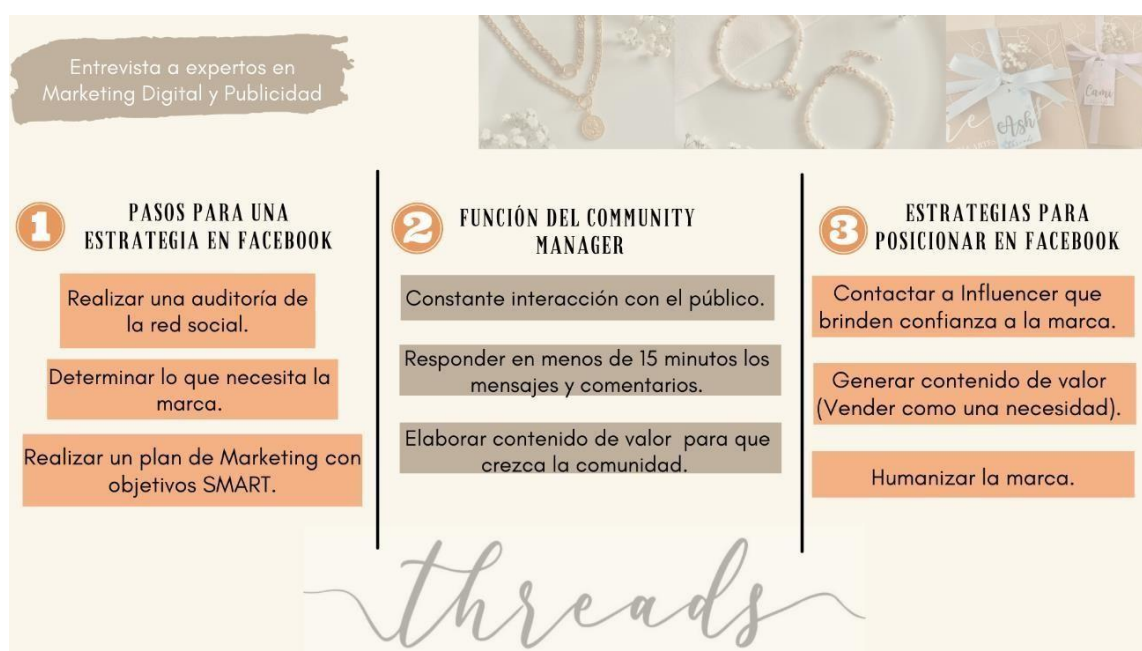 Entrevista a expertos en
Marketing Digital y Publicidad
Ash
Cami
1
PASOS PARA UNA
ESTRATEGIA EN FACEBOOK
Realizar una auditoría de
la red social.
Determinar lo que necesita la
marca.
Realizar un plan de Marketing con
objetivos SMART.
2
FUNCIÓN DEL COMMUNITY
MANAGER
Constante interacción con el público.
Responder en menos de 15 minutos los
mensajes y comentarios.
Elaborar contenido de valor para que
crezca la comunidad.
3
ESTRATEGIAS PARA
POSICIONAR EN FACEBOOK
Contactar a Influencer que
brinden confianza a la marca.
Generar contenido de valor
(Vender como una necesidad).
Humanizar la marca.
threads